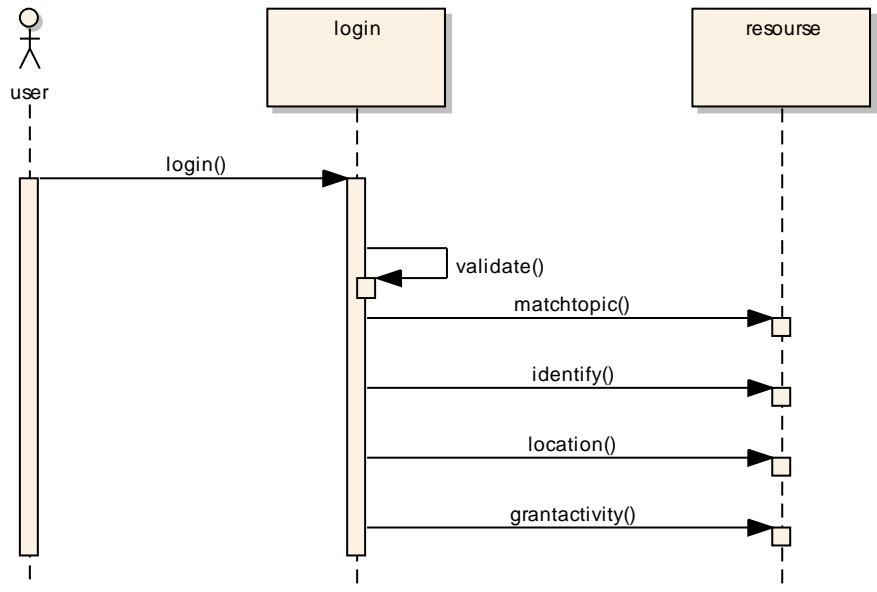 login
resourse
user
login()
validate()
matchtopic()
identify()
location()
grantactivity()